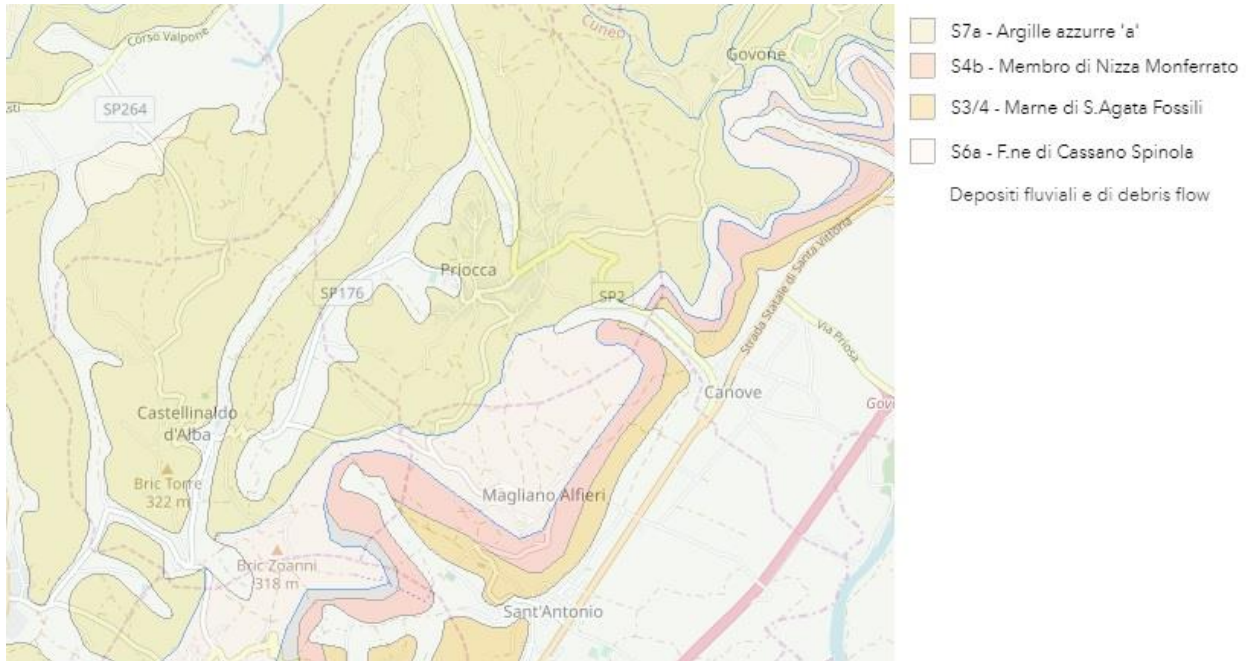 Corso Valpone
Cuneo
Govone
SP264
Priocca
SP176
SP2
Strada Statale di Santa Vittoria
Via Priosa
Canove
Castellinaldo
d'Alba
Bric Torre
322 m
Magliano Alfieri
Bric Zoanni
318 m
Sant'Antonio
S7a - Argille azzurre 'a'
S4b - Membro di Nizza Monferrato
S3/4 - Marne di S.Agata Fossili
S6a - F.ne di Cassano Spinola
Depositi fluviali e di debris flow